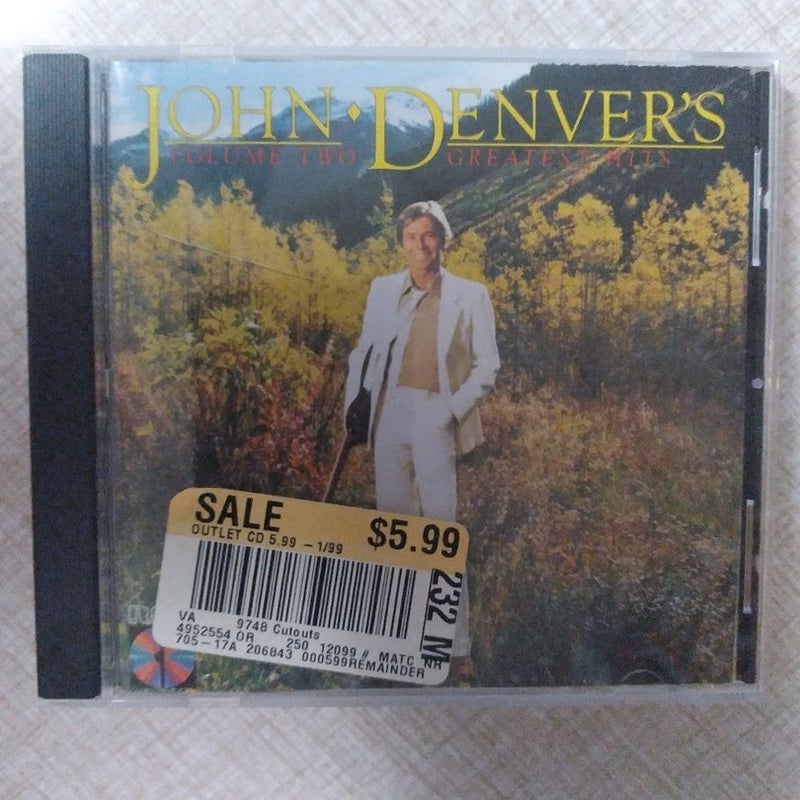 JOHN • DENVER'S
VOLUME TWO GREATEST HITS
SALE $5.99
OUTLET CD 5.99 – 1/99
232 M
VA 9748 Cutouts
4952554 OR 250 12099 # MATC NR
705–17A 206843 000599REMAINDER